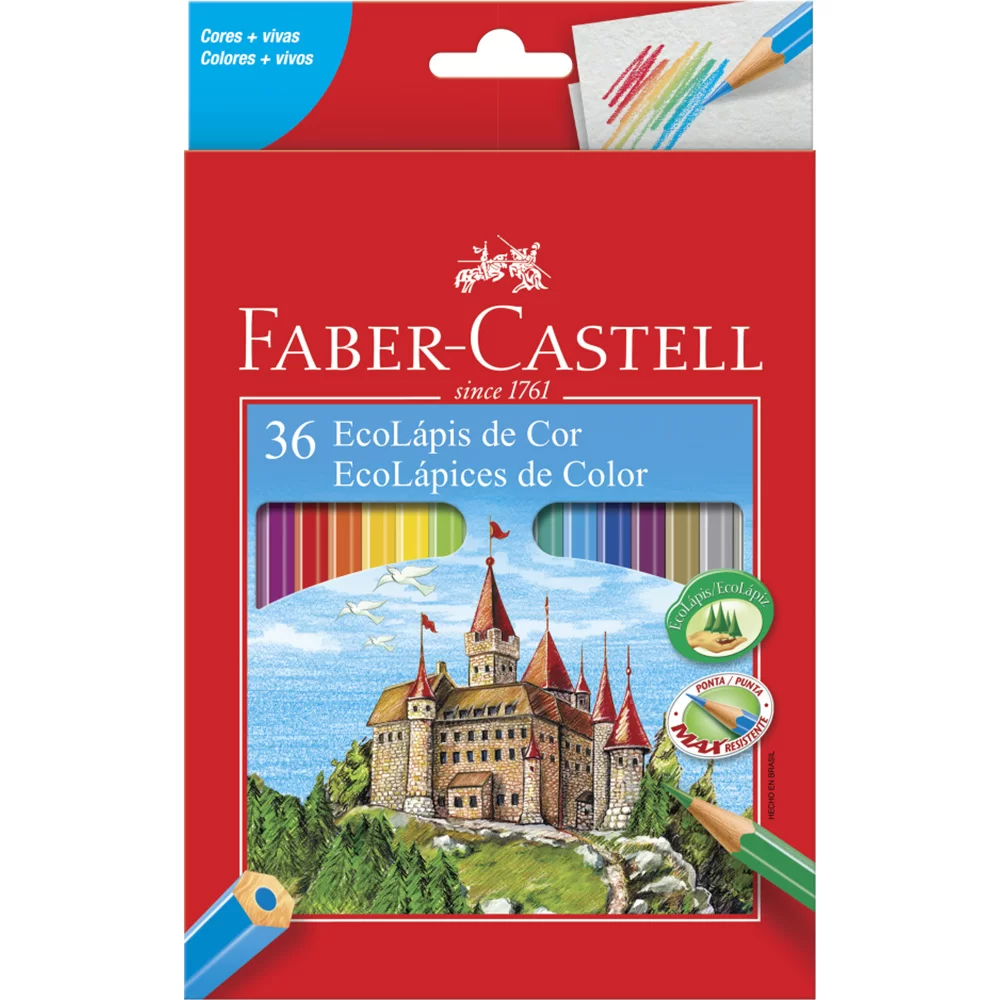 Cores + vivas
Colores + vivos
FABER-CASTELL
since 1761
36 EcoLápis de Cor
EcoLápices de Color
EcoLápis/EcoLápiz
PONTA / PUNTA
MAX RESISTENTE
HECHO EN BRASIL